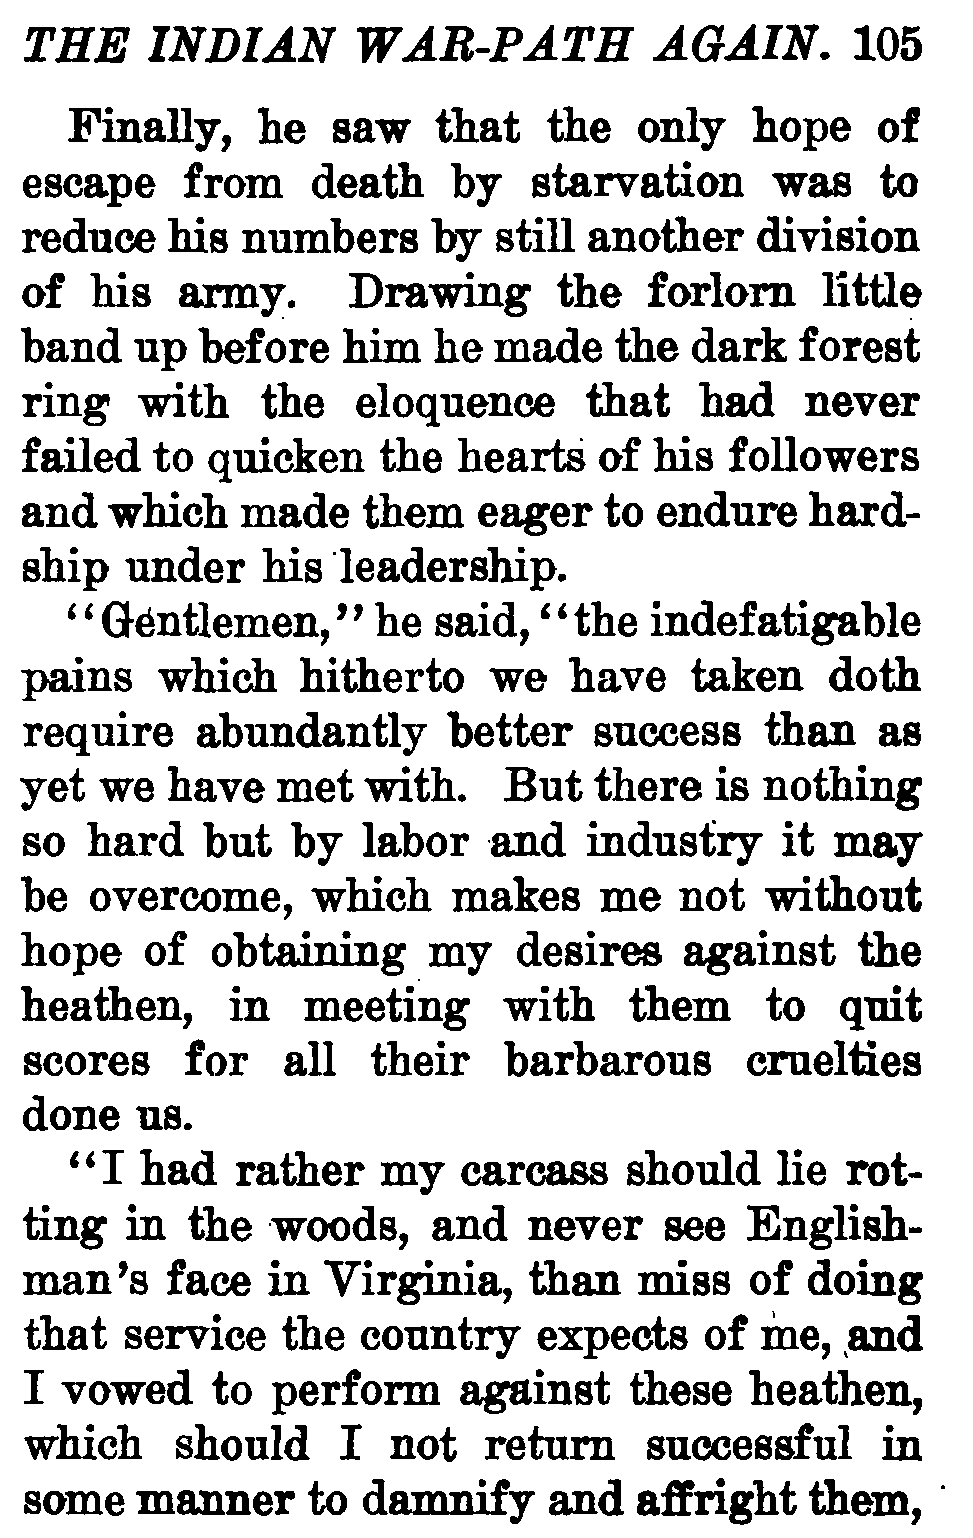 THE INDIAN WAR-PATH AGAIN. 105
Finally, he saw that the only hope of
escape from death by starvation was to
reduce his numbers by still another division
of his army. Drawing the forlorn little
band up before him he made the dark forest
ring with the eloquence that had never
failed to quicken the hearts of his followers
and which made them eager to endure hard-
ship under his leadership.
“Gentlemen,” he said, “the indefatigable
pains which hitherto we have taken doth
require abundantly better success than as
yet we have met with. But there is nothing
so hard but by labor and industry it may
be overcome, which makes me not without
hope of obtaining my desires against the
heathen, in meeting with them to quit
scores for all their barbarous cruelties
done us.
“I had rather my carcass should lie rot-
ting in the woods, and never see English-
man’s face in Virginia, than miss of doing
that service the country expects of me, and
I vowed to perform against these heathen,
which should I not return successful in
some manner to damnify and affright them,